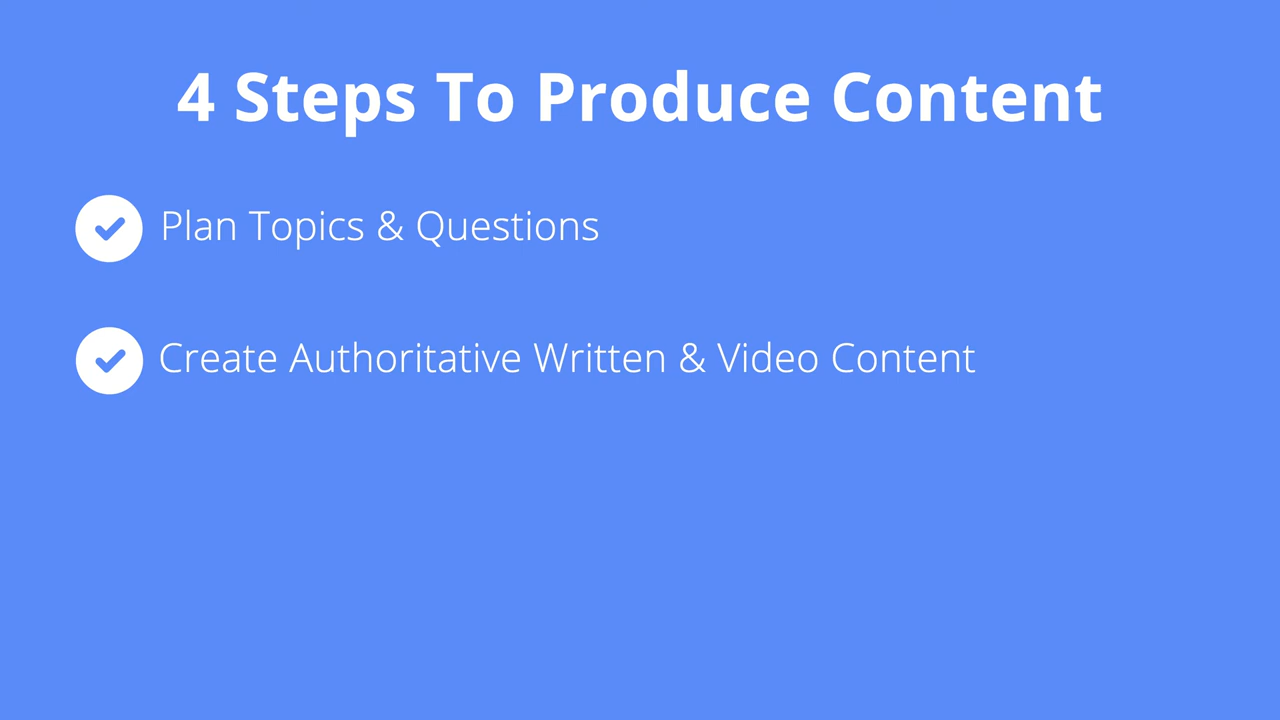 4 Steps To Produce Content
Plan Topics & Questions
Create Authoritative Written & Video Content